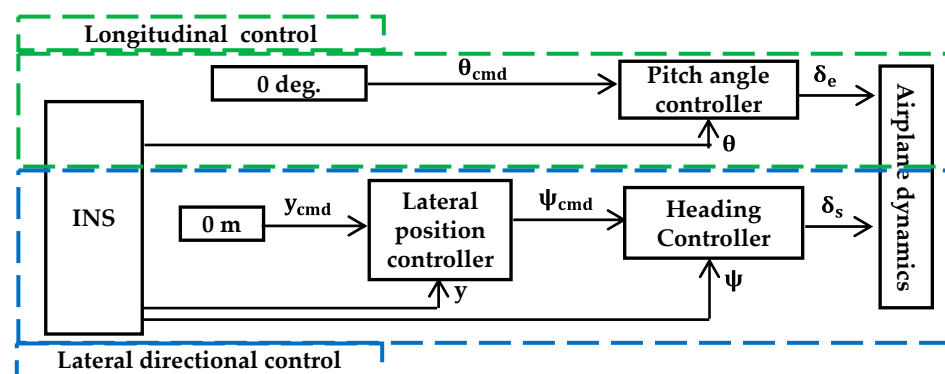 Longitudinal control
0 deg.
θcmd
Pitch angle
controller
δe
Airplane dynamics
θ
INS
0 m
ycmd
Lateral
position
controller
ψcmd
Heading
Controller
δs
y
ψ
Lateral directional control